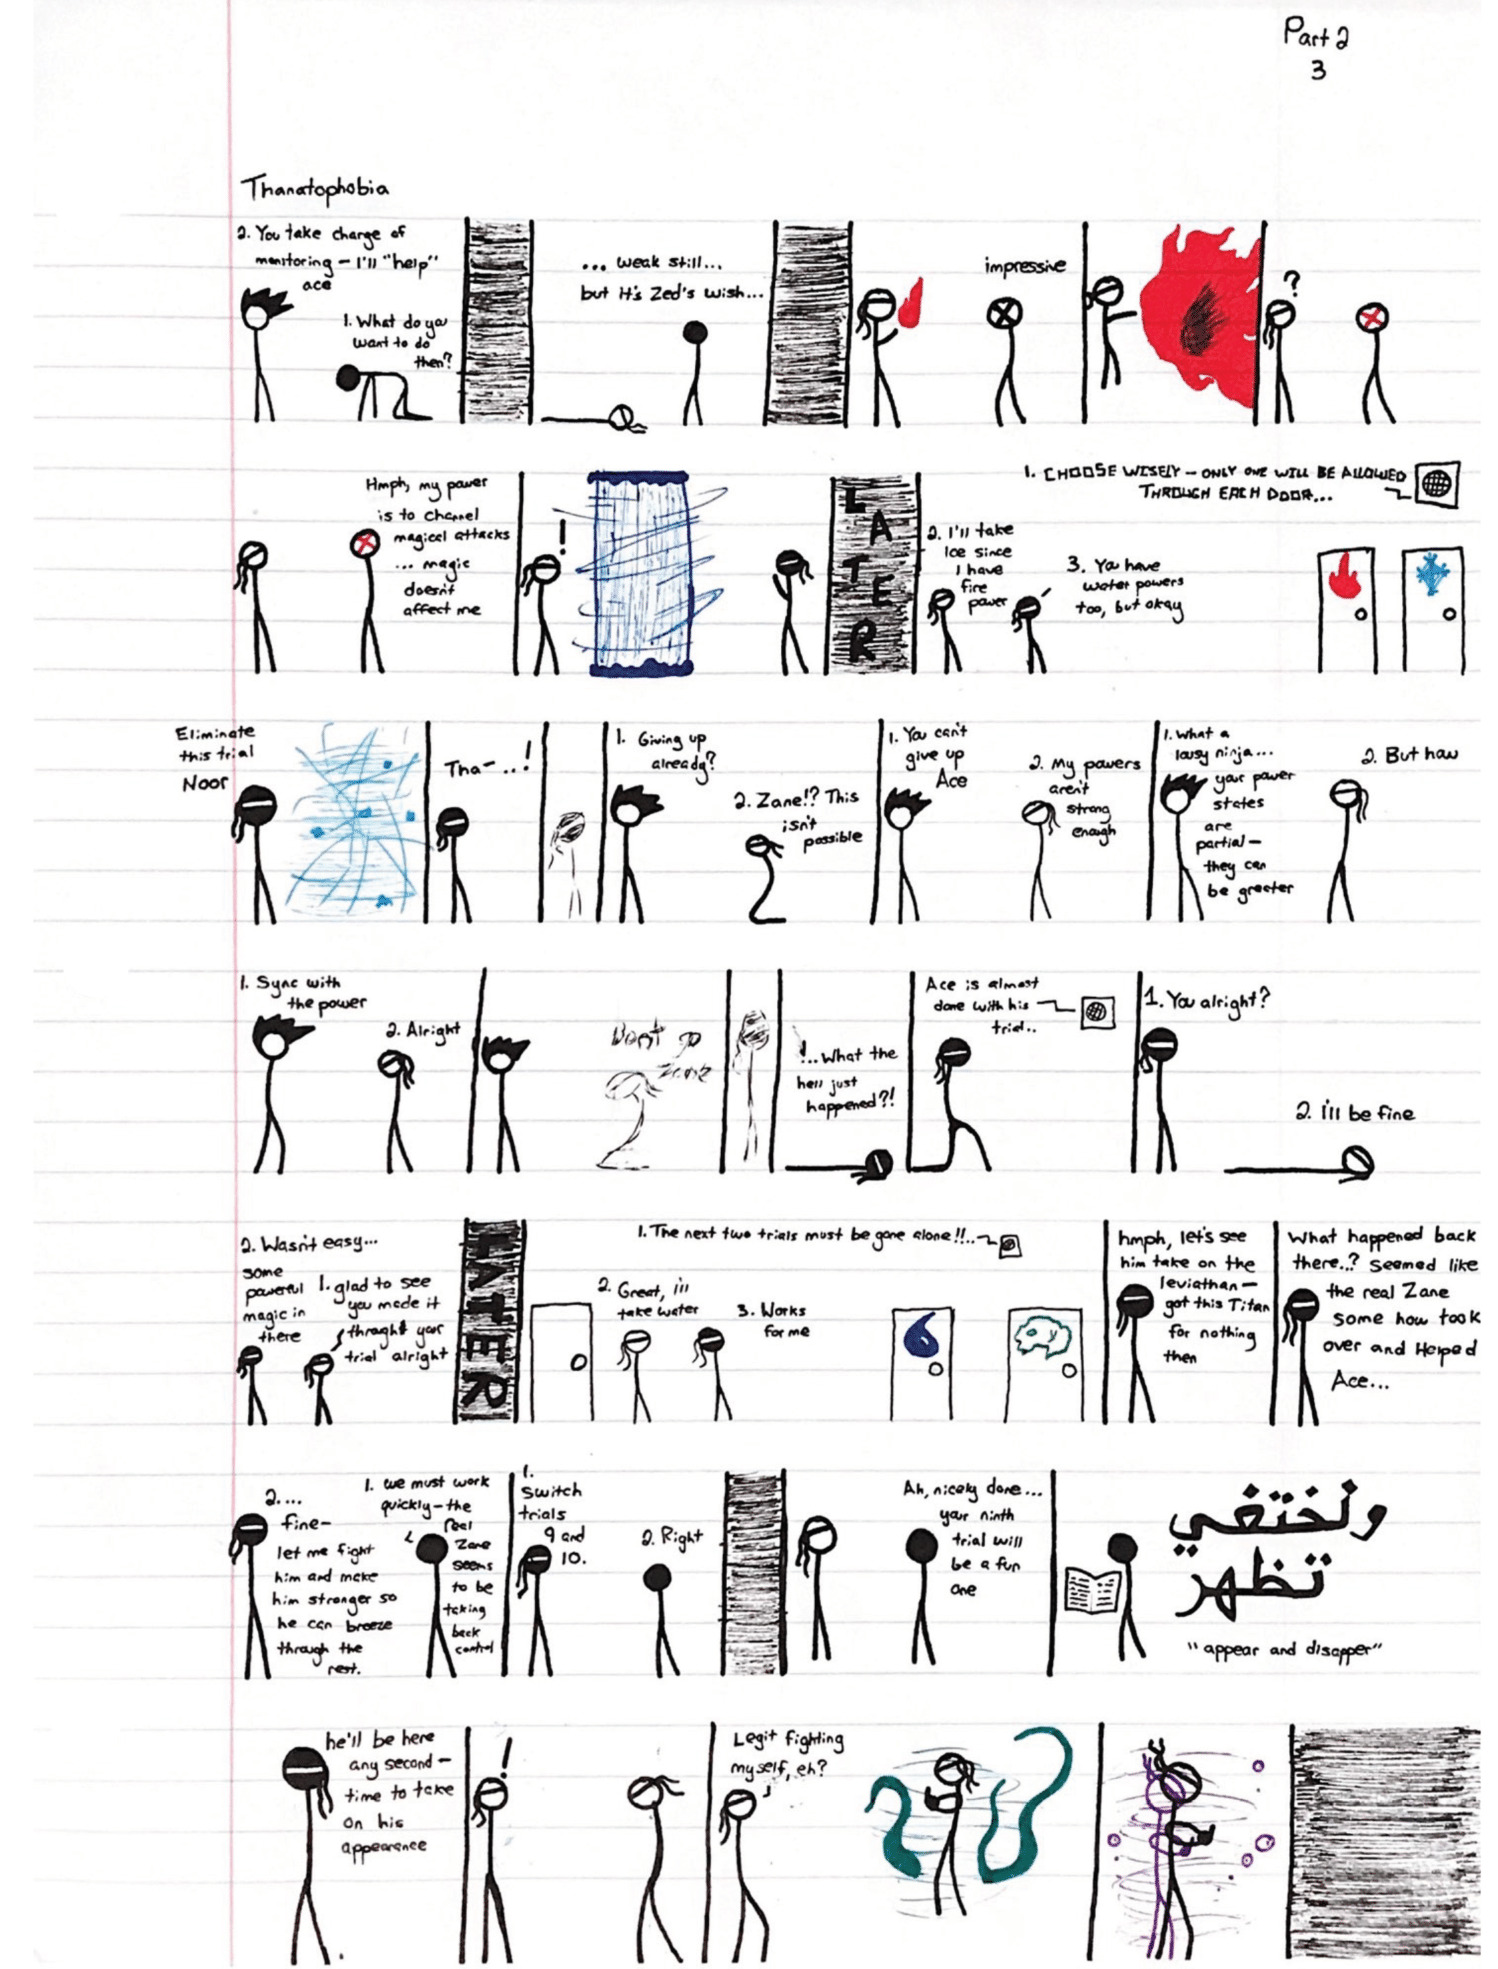 Part 2
3
Thanatophobia
2. You take charge of
monitoring - I'll "help"
ace
1. What do you
want to do
then?
... weak still...
but it's Zed's wish...
impressive
?
Hmph, my power
is to channel
magical attacks
... magic
doesn't
affect me
!
LATER
2. I'll take
Ice since
I have
fire
power
3. You have
water powers
too, but okay
1. CHOOSE WISELY - ONLY ONE WILL BE ALLOWED
THROUGH EACH DOOR...
Eliminate
this trial
Noor
Tha-..!
1. Giving up
already?
2. Zane!? This
isn't
possible
1. You can't
give up
Ace
2. My powers
aren't
strong
enough
1. What a
lousy ninja...
your power
states
are
partial-
they can
be greater
2. But how
1. Sync with
the power
2. Alright
Dont go
Zane
!..What the
hell just
happened?!
Ace is almost
done with his
trial..
1. You alright?
2. i'll be fine
2. Wasn't easy...
some
powerful
magic in
there
1. glad to see
you made it
throught your
trial alright
LATER
1. The next two trials must be gone alone!!..
2. Great, i'll
take water
3. Works
for me
hmph, let's see
him take on the
leviathan-
got this Titan
for nothing
then
What happened back
there..? Seemed like
the real Zane
some how took
over and Helped
Ace...
2. ...
fine-
let me fight
him and make
him stronger so
he can breeze
through the
rest.
1. we must work
quickly-the
real
Zane
seems
to be
taking
back
control
1.
Switch
trials
9 and
10.
2. Right
Ah, nicely done...
your ninth
trial will
be a fun
one
ونختفي
تظهر
"appear and disapper"
he'll be here
any second-
time to take
on his
appearence
!
Legit fighting
myself, eh?